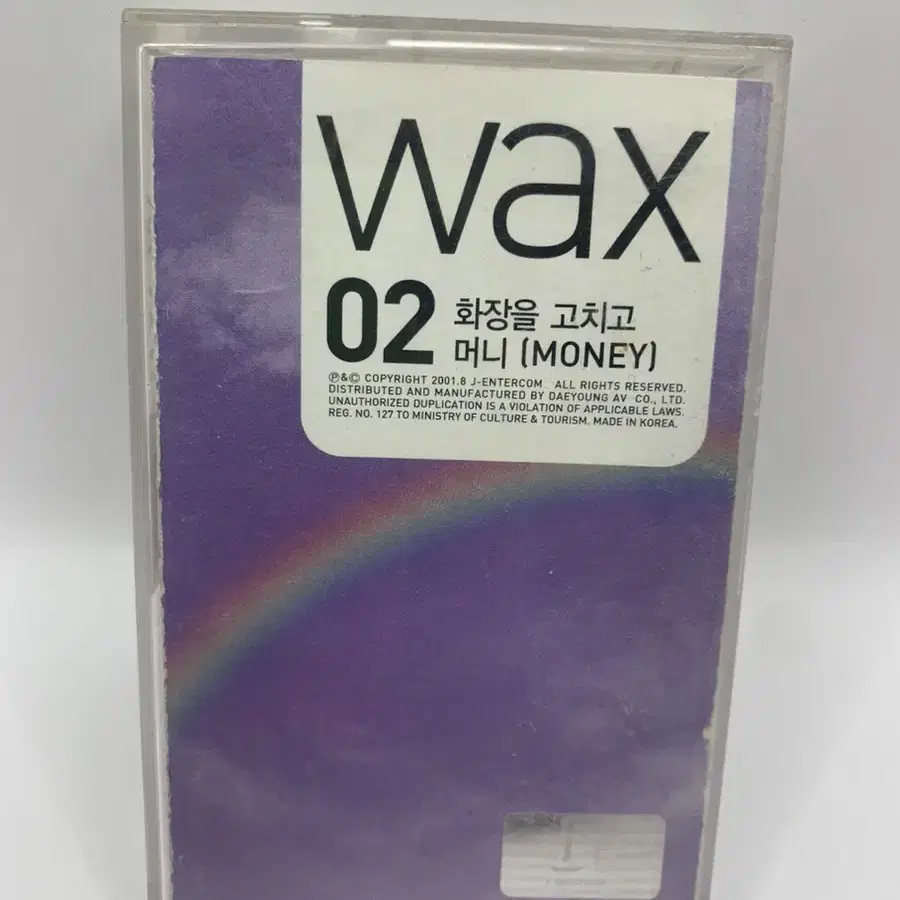 wax
02 화장을 고치고
머니 (MONEY)
℗&© COPYRIGHT 2001.8 J-ENTERCOM ALL RIGHTS RESERVED.
DISTRIBUTED AND MANUFACTURED BY DAEYOUNG AV CO., LTD.
UNAUTHORIZED DUPLICATION IS A VIOLATION OF APPLICABLE LAWS.
REG. NO. 127 TO MINISTRY OF CULTURE & TOURISM. MADE IN KOREA.